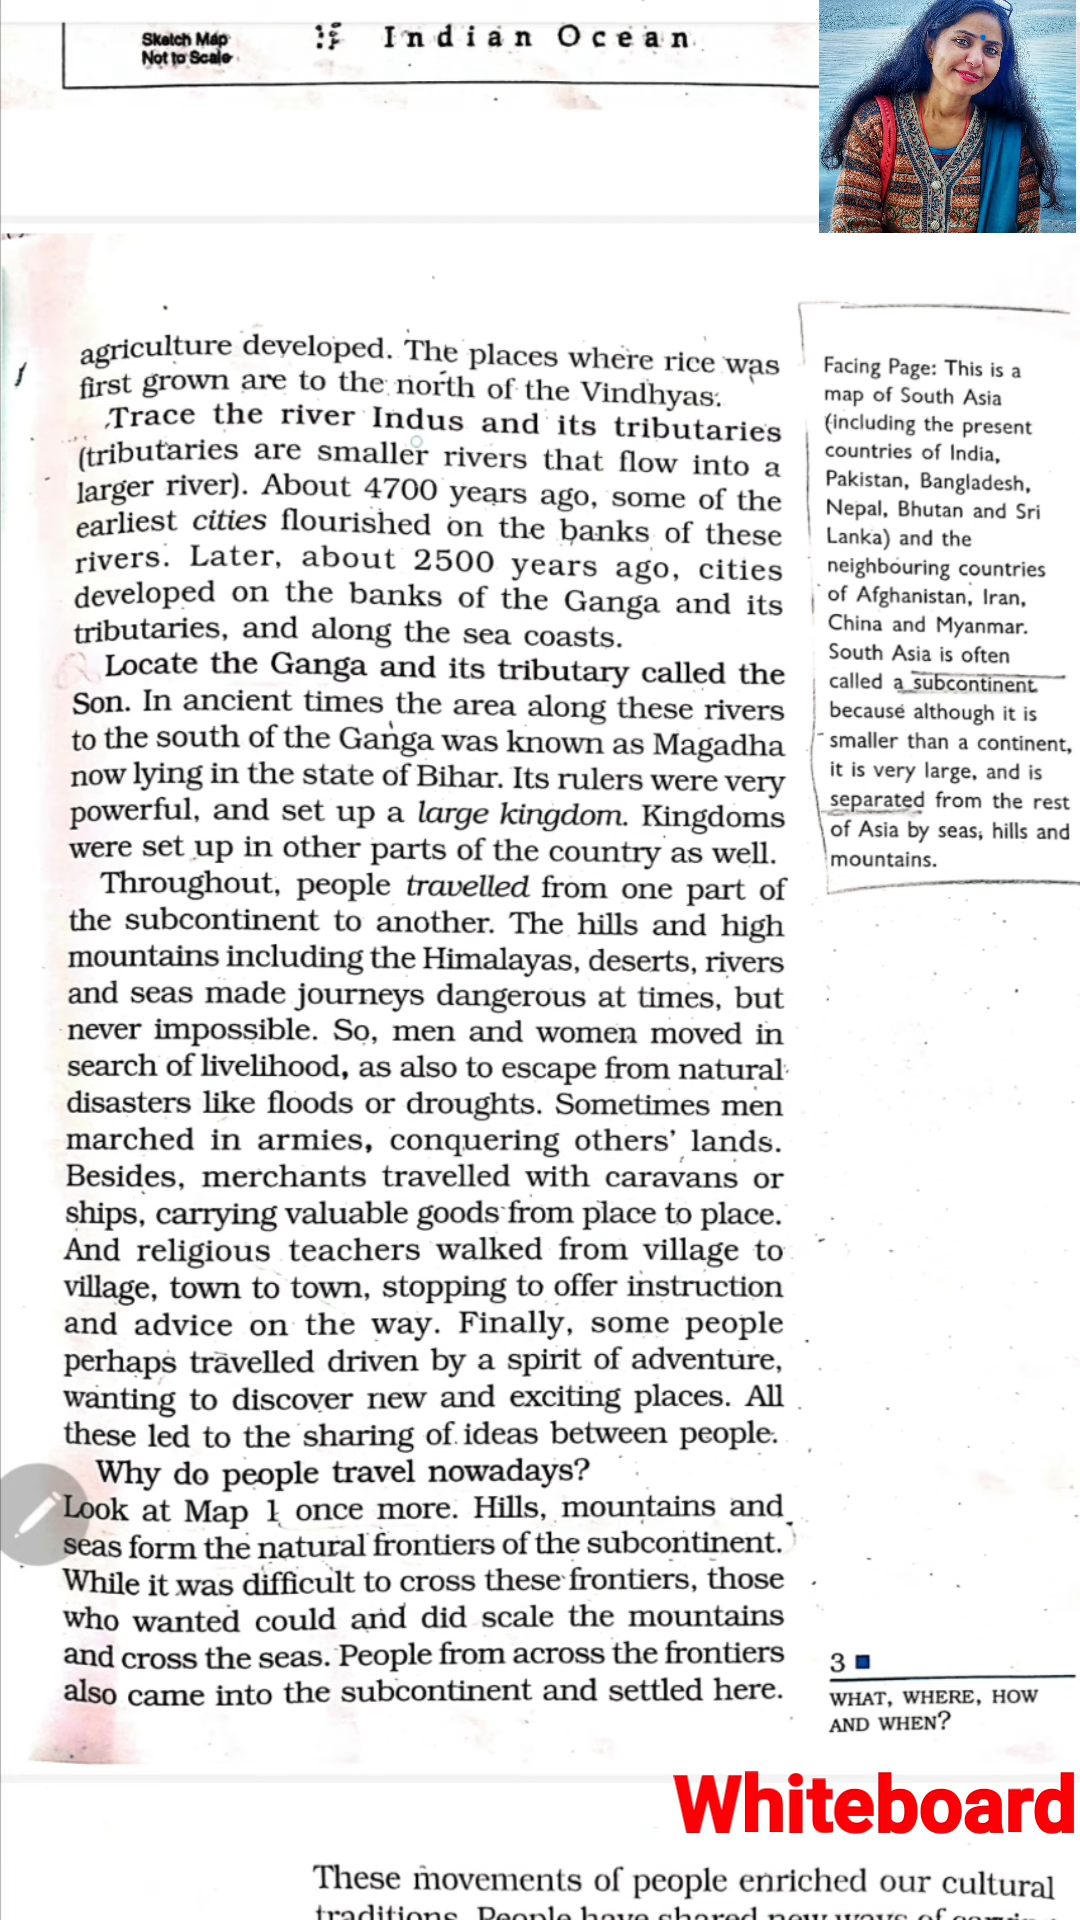 Sketch Map
Not to Scale
Indian Ocean
agriculture developed. The places where rice was
first grown are to the north of the Vindhyas.
Trace the river Indus and its tributaries
(tributaries are smaller rivers that flow into a
larger river). About 4700 years ago, some of the
earliest cities flourished on the banks of these
rivers. Later, about 2500 years ago, cities
developed on the banks of the Ganga and its
tributaries, and along the sea coasts.
Locate the Ganga and its tributary called the
Son. In ancient times the area along these rivers
to the south of the Ganga was known as Magadha
now lying in the state of Bihar. Its rulers were very
powerful, and set up a large kingdom. Kingdoms
were set up in other parts of the country as well.
Throughout, people travelled from one part of
the subcontinent to another. The hills and high
mountains including the Himalayas, deserts, rivers
and seas made journeys dangerous at times, but
never impossible. So, men and women moved in
search of livelihood, as also to escape from natural
disasters like floods or droughts. Sometimes men
marched in armies, conquering others' lands.
Besides, merchants travelled with caravans or
ships, carrying valuable goods from place to place.
And religious teachers walked from village to
village, town to town, stopping to offer instruction
and advice on the way. Finally, some people
perhaps travelled driven by a spirit of adventure,
wanting to discover new and exciting places. All
these led to the sharing of ideas between people.
Why do people travel nowadays?
Look at Map 1 once more. Hills, mountains and
seas form the natural frontiers of the subcontinent.
While it was difficult to cross these frontiers, those
who wanted could and did scale the mountains
and cross the seas. People from across the frontiers
also came into the subcontinent and settled here.
Facing Page: This is a
map of South Asia
(including the present
countries of India,
Pakistan, Bangladesh,
Nepal, Bhutan and Sri
Lanka) and the
neighbouring countries
of Afghanistan, Iran,
China and Myanmar.
South Asia is often
called a subcontinent
because although it is
smaller than a continent,
it is very large, and is
separated from the rest
of Asia by seas, hills and
mountains.
3
WHAT, WHERE, HOW
AND WHEN?
Whiteboard
These movements of people enriched our cultural
traditions. People have shared new ways of